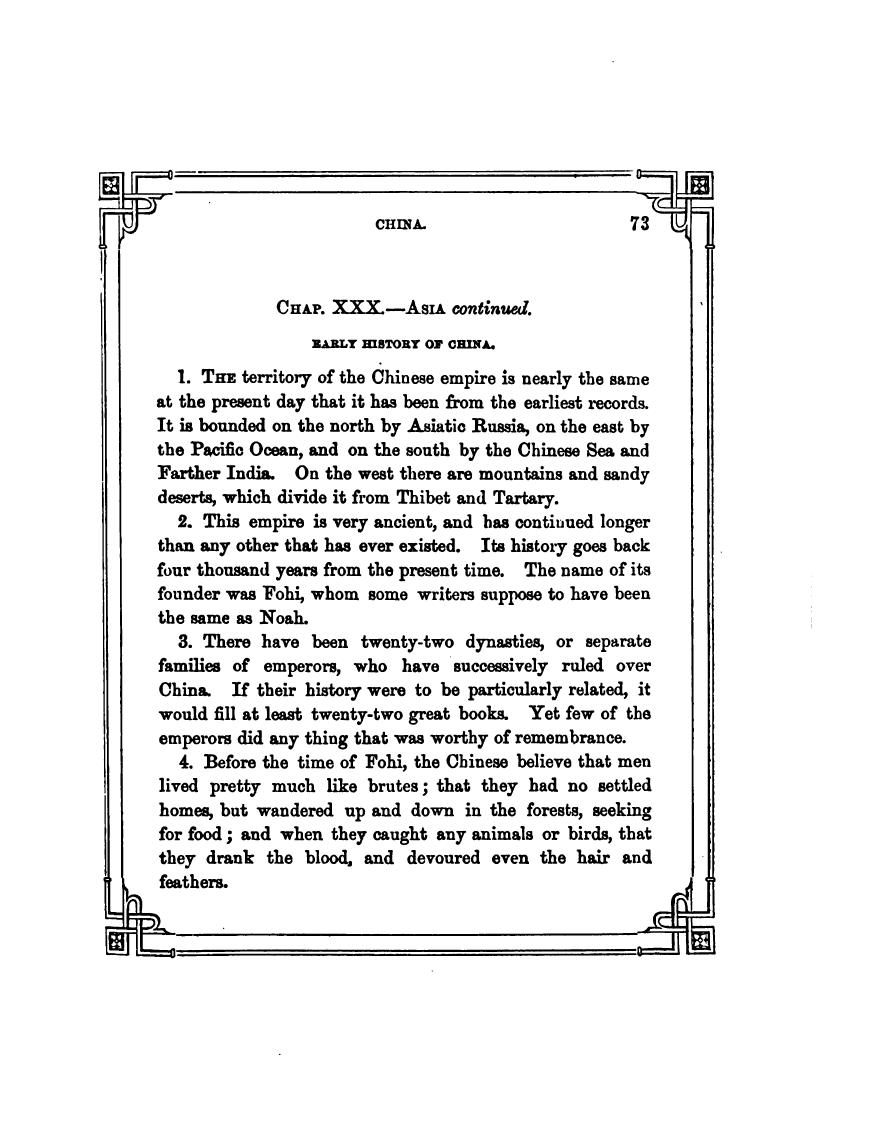 CHINA.
73
CHAP. XXX.—ASIA continued.
EARLY HISTORY OF CHINA.
1. THE territory of the Chinese empire is nearly the same
at the present day that it has been from the earliest records.
It is bounded on the north by Asiatic Russia, on the east by
the Pacific Ocean, and on the south by the Chinese Sea and
Farther India. On the west there are mountains and sandy
deserts, which divide it from Thibet and Tartary.
2. This empire is very ancient, and has continued longer
than any other that has ever existed. Its history goes back
four thousand years from the present time. The name of its
founder was Fohi, whom some writers suppose to have been
the same as Noah.
3. There have been twenty-two dynasties, or separate
families of emperors, who have successively ruled over
China. If their history were to be particularly related, it
would fill at least twenty-two great books. Yet few of the
emperors did any thing that was worthy of remembrance.
4. Before the time of Fohi, the Chinese believe that men
lived pretty much like brutes; that they had no settled
homes, but wandered up and down in the forests, seeking
for food; and when they caught any animals or birds, that
they drank the blood, and devoured even the hair and
feathers.